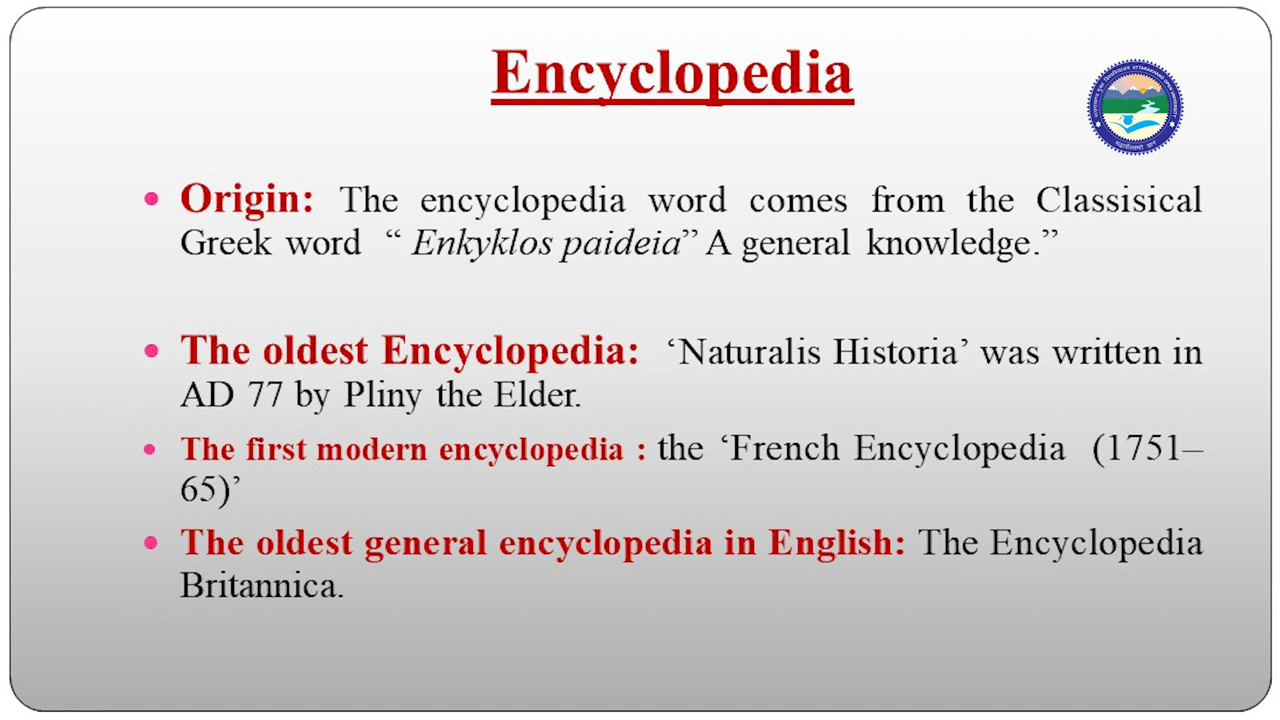 Encyclopedia
• Origin: The encyclopedia word comes from the Classisical
Greek word “ Enkyklos paideia” A general knowledge.”
• The oldest Encyclopedia: ‘Naturalis Historia’ was written in
AD 77 by Pliny the Elder.
• The first modern encyclopedia : the ‘French Encyclopedia (1751–
65)’
• The oldest general encyclopedia in English: The Encyclopedia
Britannica.